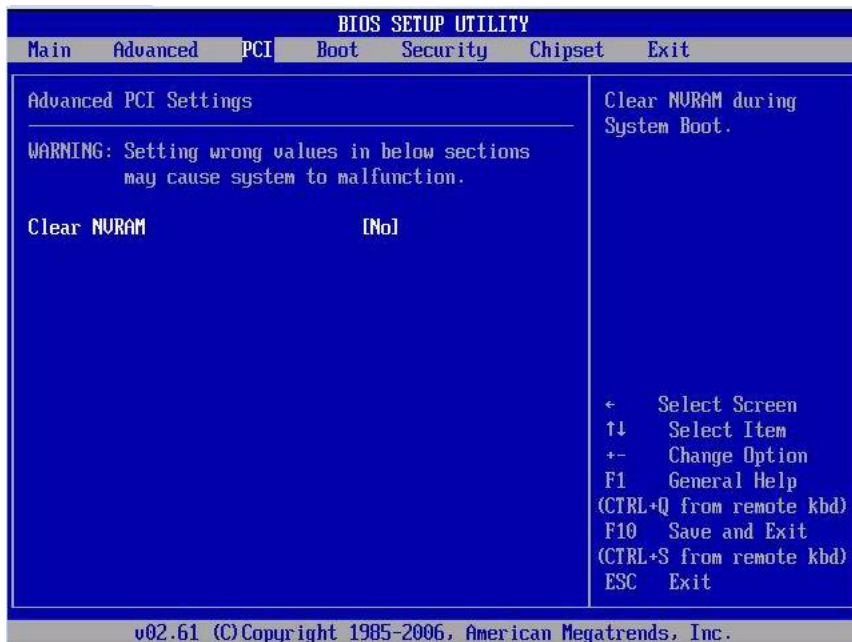 BIOS SETUP UTILITY
Main Advanced PCI Boot Security Chipset Exit
Advanced PCI Settings
WARNING: Setting wrong values in below sections
may cause system to malfunction.
Clear NVRAM [No]
Clear NVRAM during
System Boot.
← Select Screen
↑↓ Select Item
+- Change Option
F1 General Help
(CTRL+Q from remote kbd)
F10 Save and Exit
(CTRL+S from remote kbd)
ESC Exit
v02.61 (C)Copyright 1985-2006, American Megatrends, Inc.